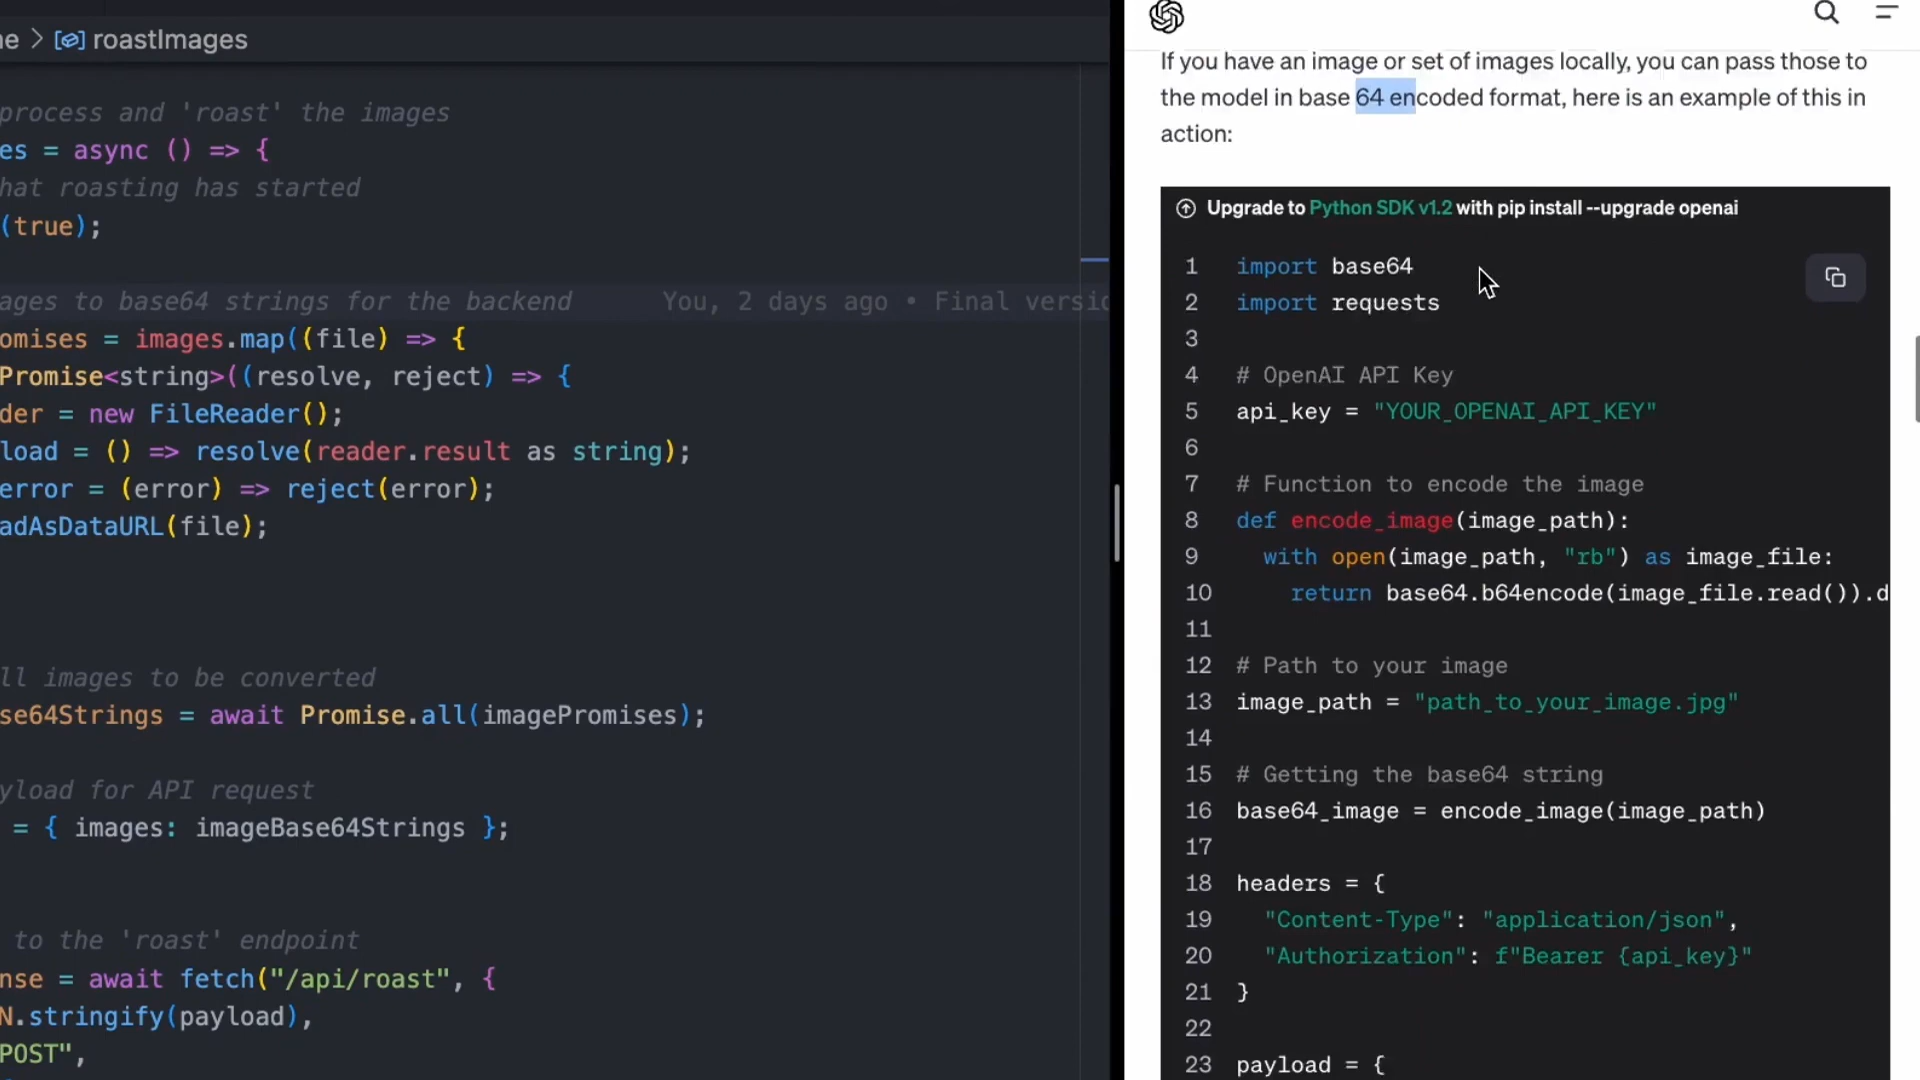 ne > roastImages
process and 'roast' the images
es = async () => {
hat roasting has started
(true);
ages to base64 strings for the backend You, 2 days ago • Final versio
omises = images.map((file) => {
Promise<string>((resolve, reject) => {
der = new FileReader();
load = () => resolve(reader.result as string);
error = (error) => reject(error);
adAsDataURL(file);
ll images to be converted
se64Strings = await Promise.all(imagePromises);
yload for API request
= { images: imageBase64Strings };
to the 'roast' endpoint
nse = await fetch("/api/roast", {
N.stringify(payload),
POST",
If you have an image or set of images locally, you can pass those to
the model in base 64 encoded format, here is an example of this in
action:
Upgrade to Python SDK v1.2 with pip install --upgrade openai
1 import base64
2 import requests
3
4 # OpenAI API Key
5 api_key = "YOUR_OPENAI_API_KEY"
6
7 # Function to encode the image
8 def encode_image(image_path):
9 with open(image_path, "rb") as image_file:
10 return base64.b64encode(image_file.read()).d
11
12 # Path to your image
13 image_path = "path_to_your_image.jpg"
14
15 # Getting the base64 string
16 base64_image = encode_image(image_path)
17
18 headers = {
19 "Content-Type": "application/json",
20 "Authorization": f"Bearer {api_key}"
21 }
22
23 payload = {